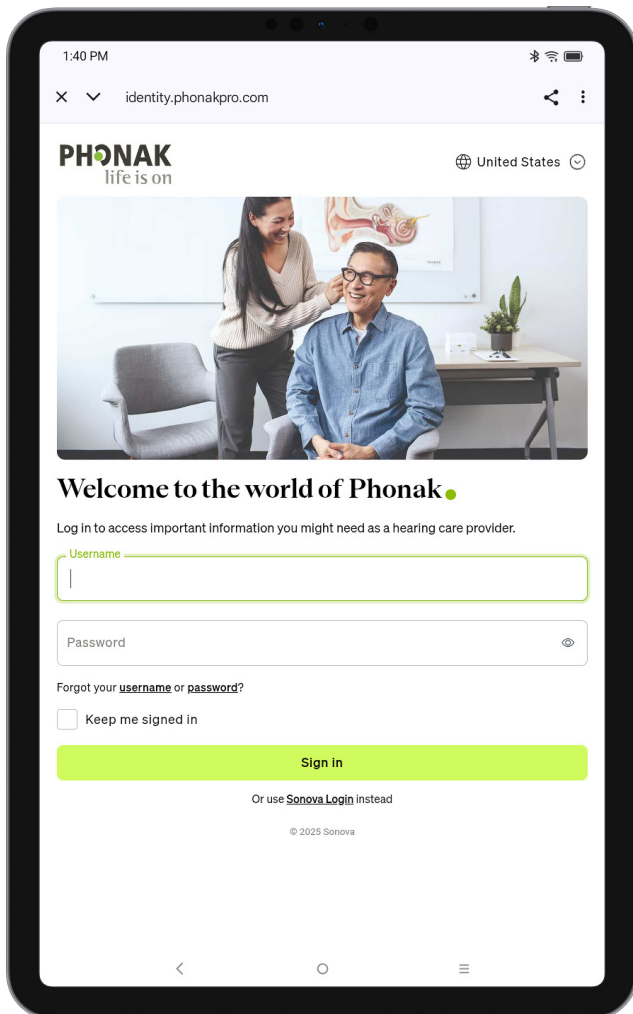 1:40 PM
identity.phonakpro.com
PHONAK
life is on
United States
Welcome to the world of Phonak
Log in to access important information you might need as a hearing care provider.
Username
Password
Forgot your username or password?
Keep me signed in
Sign in
Or use Sonova Login instead
© 2025 Sonova